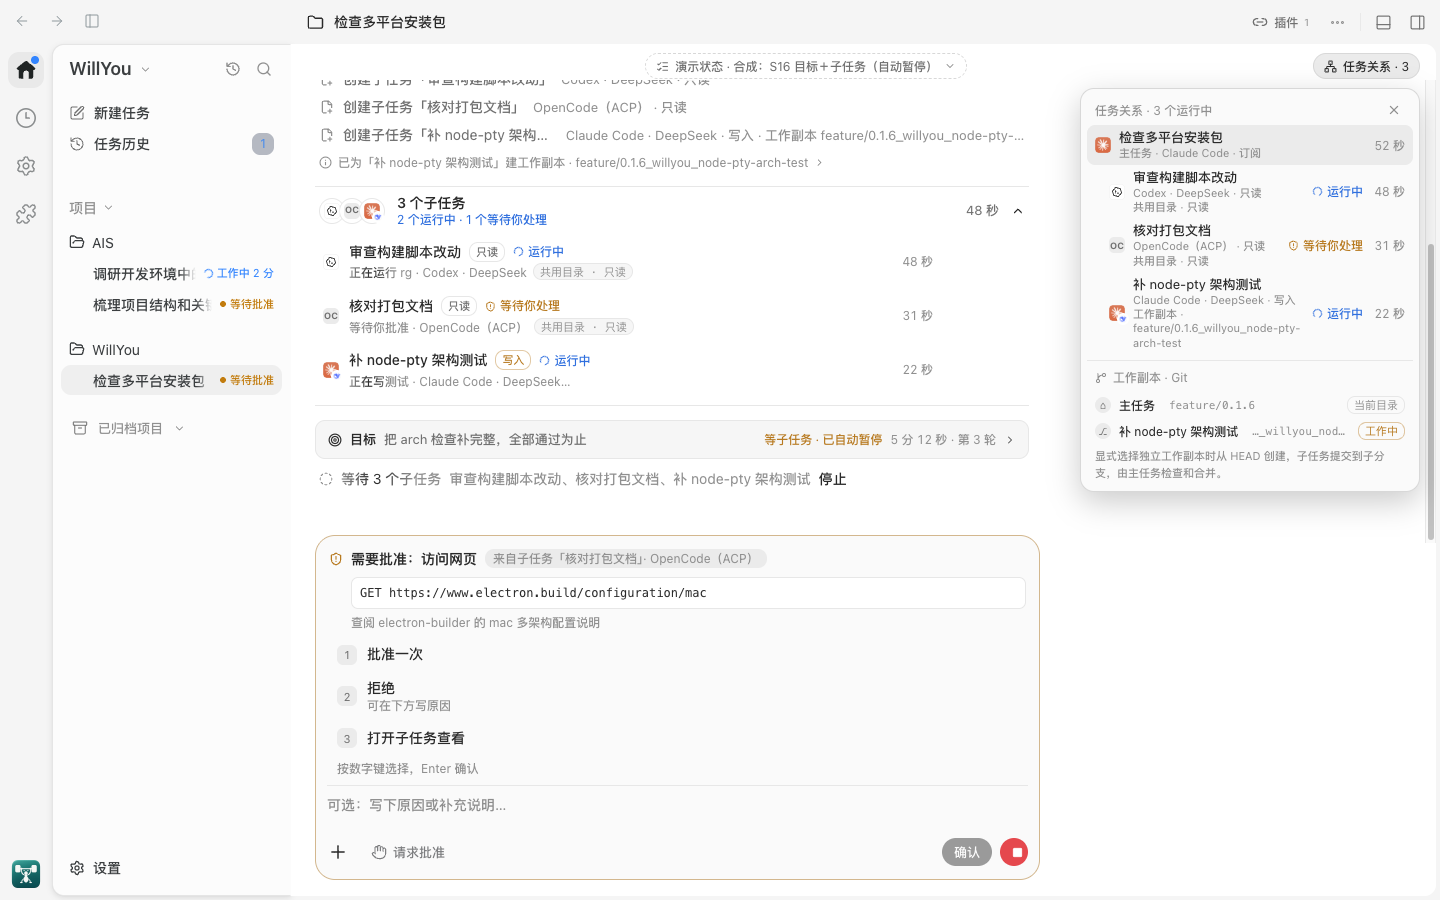 检查多平台安装包
插件 1
WillYou
新建任务
任务历史
1
项目
AIS
调研开发环境中
工作中 2 分
梳理项目结构和关
等待批准
WillYou
检查多平台安装包
等待批准
已归档项目
设置
演示状态 · 合成：S16 目标＋子任务（自动暂停）
任务关系 · 3
创建子任务「审查构建脚本改动」 Codex · DeepSeek · 只读
创建子任务「核对打包文档」 OpenCode（ACP） · 只读
创建子任务「补 node-pty 架构... Claude Code · DeepSeek · 写入 · 工作副本 feature/0.1.6_willyou_node-pty-...
已为「补 node-pty 架构测试」建工作副本 · feature/0.1.6_willyou_node-pty-arch-test
OC
3 个子任务
2 个运行中 · 1 个等待你处理
48 秒
审查构建脚本改动 只读 运行中
正在运行 rg · Codex · DeepSeek 共用目录 · 只读
48 秒
OC
核对打包文档 只读 等待你处理
等待你批准 · OpenCode（ACP） 共用目录 · 只读
31 秒
补 node-pty 架构测试 写入 运行中
正在写测试 · Claude Code · DeepSeek...
22 秒
目标 把 arch 检查补完整，全部通过为止
等子任务 · 已自动暂停 5 分 12 秒 · 第 3 轮
等待 3 个子任务 审查构建脚本改动、核对打包文档、补 node-pty 架构测试 停止
需要批准：访问网页 来自子任务「核对打包文档」· OpenCode（ACP）
GET https://www.electron.build/configuration/mac
查阅 electron-builder 的 mac 多架构配置说明
1 批准一次
2 拒绝
可在下方写原因
3 打开子任务查看
按数字键选择，Enter 确认
可选：写下原因或补充说明...
请求批准
确认
任务关系 · 3 个运行中
检查多平台安装包
主任务 · Claude Code · 订阅
52 秒
审查构建脚本改动
Codex · DeepSeek · 只读
共用目录 · 只读
运行中 48 秒
OC
核对打包文档
OpenCode（ACP） · 只读
共用目录 · 只读
等待你处理 31 秒
补 node-pty 架构测试
Claude Code · DeepSeek · 写入
工作副本 ·
feature/0.1.6_willyou_node-pty-
arch-test
运行中 22 秒
工作副本 · Git
主任务 feature/0.1.6 当前目录
补 node-pty 架构测试 ..._willyou_nod... 工作中
显式选择独立工作副本时从 HEAD 创建，子任务提交到子分
支，由主任务检查和合并。